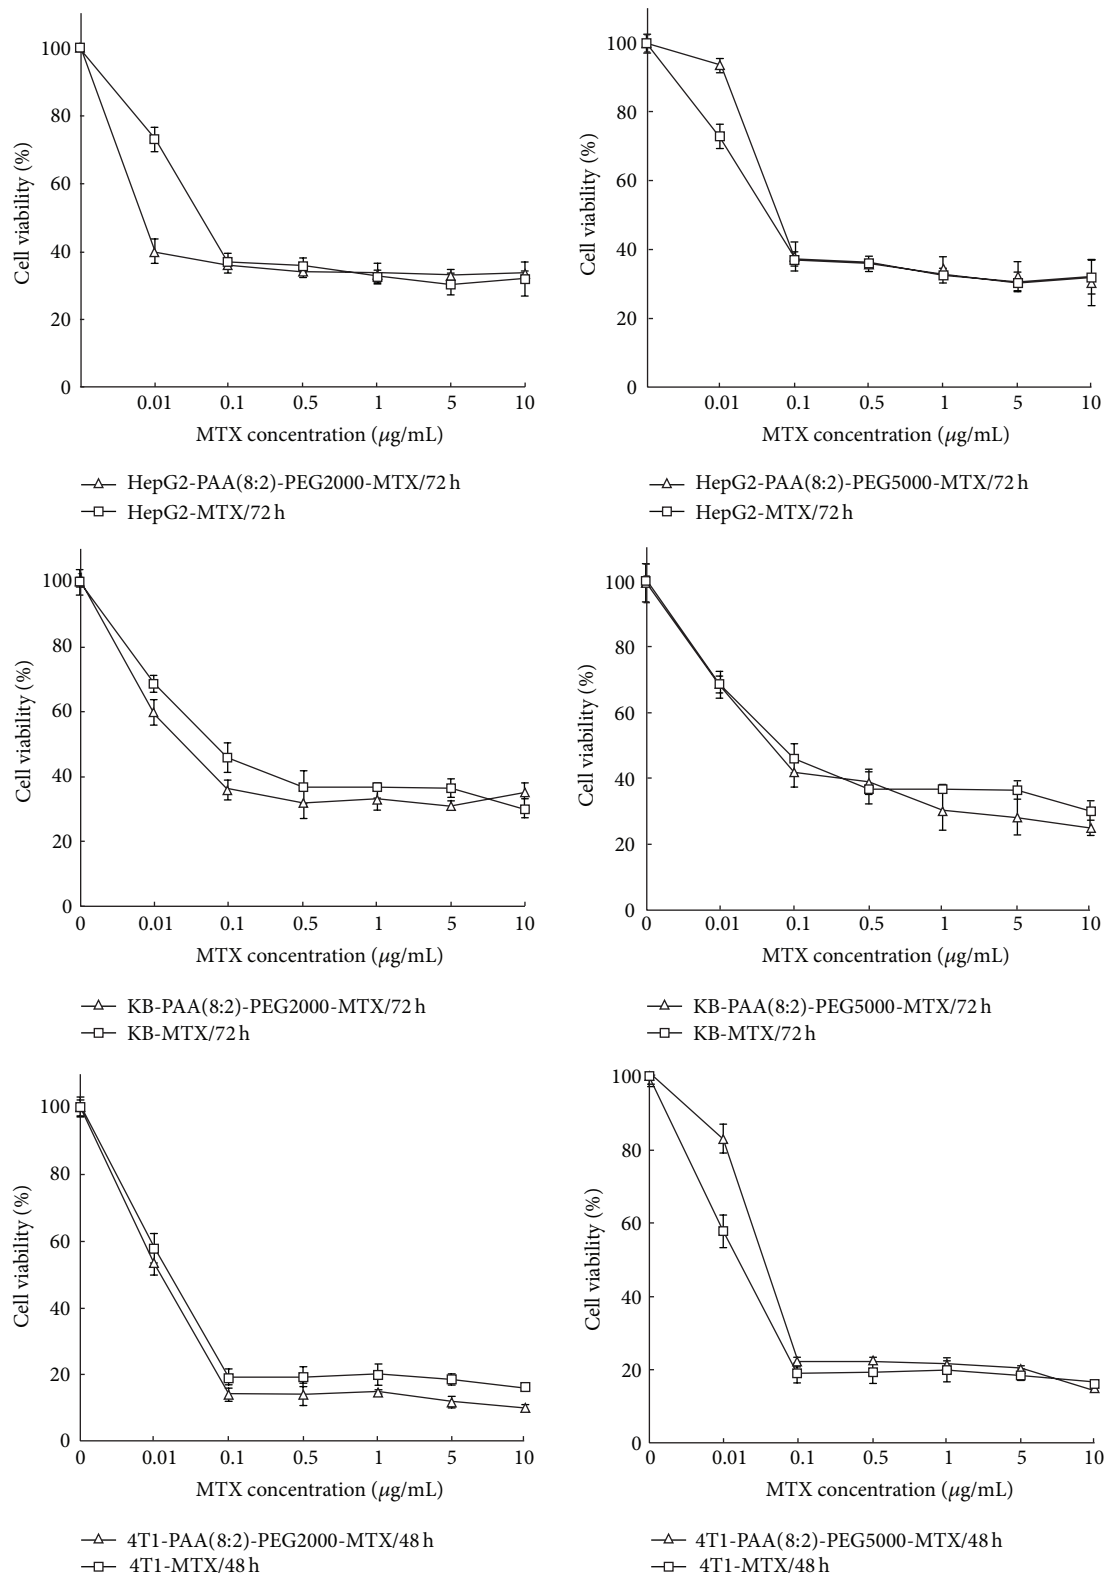 100
80
60
40
20
0
Cell viability (%)
0.01 0.1 0.5 1 5 10
MTX concentration (μg/mL)
HepG2-PAA(8:2)-PEG2000-MTX/72 h
HepG2-MTX/72 h
100
80
60
40
20
0
Cell viability (%)
0.01 0.1 0.5 1 5 10
MTX concentration (μg/mL)
HepG2-PAA(8:2)-PEG5000-MTX/72 h
HepG2-MTX/72 h
100
80
60
40
20
0
Cell viability (%)
0 0.01 0.1 0.5 1 5 10
MTX concentration (μg/mL)
KB-PAA(8:2)-PEG2000-MTX/72 h
KB-MTX/72 h
100
80
60
40
20
0
Cell viability (%)
0 0.01 0.1 0.5 1 5 10
MTX concentration (μg/mL)
KB-PAA(8:2)-PEG5000-MTX/72 h
KB-MTX/72 h
100
80
60
40
20
0
Cell viability (%)
0 0.01 0.1 0.5 1 5 10
MTX concentration (μg/mL)
4T1-PAA(8:2)-PEG2000-MTX/48 h
4T1-MTX/48 h
100
80
60
40
20
0
Cell viability (%)
0 0.01 0.1 0.5 1 5 10
MTX concentration (μg/mL)
4T1-PAA(8:2)-PEG5000-MTX/48 h
4T1-MTX/48 h